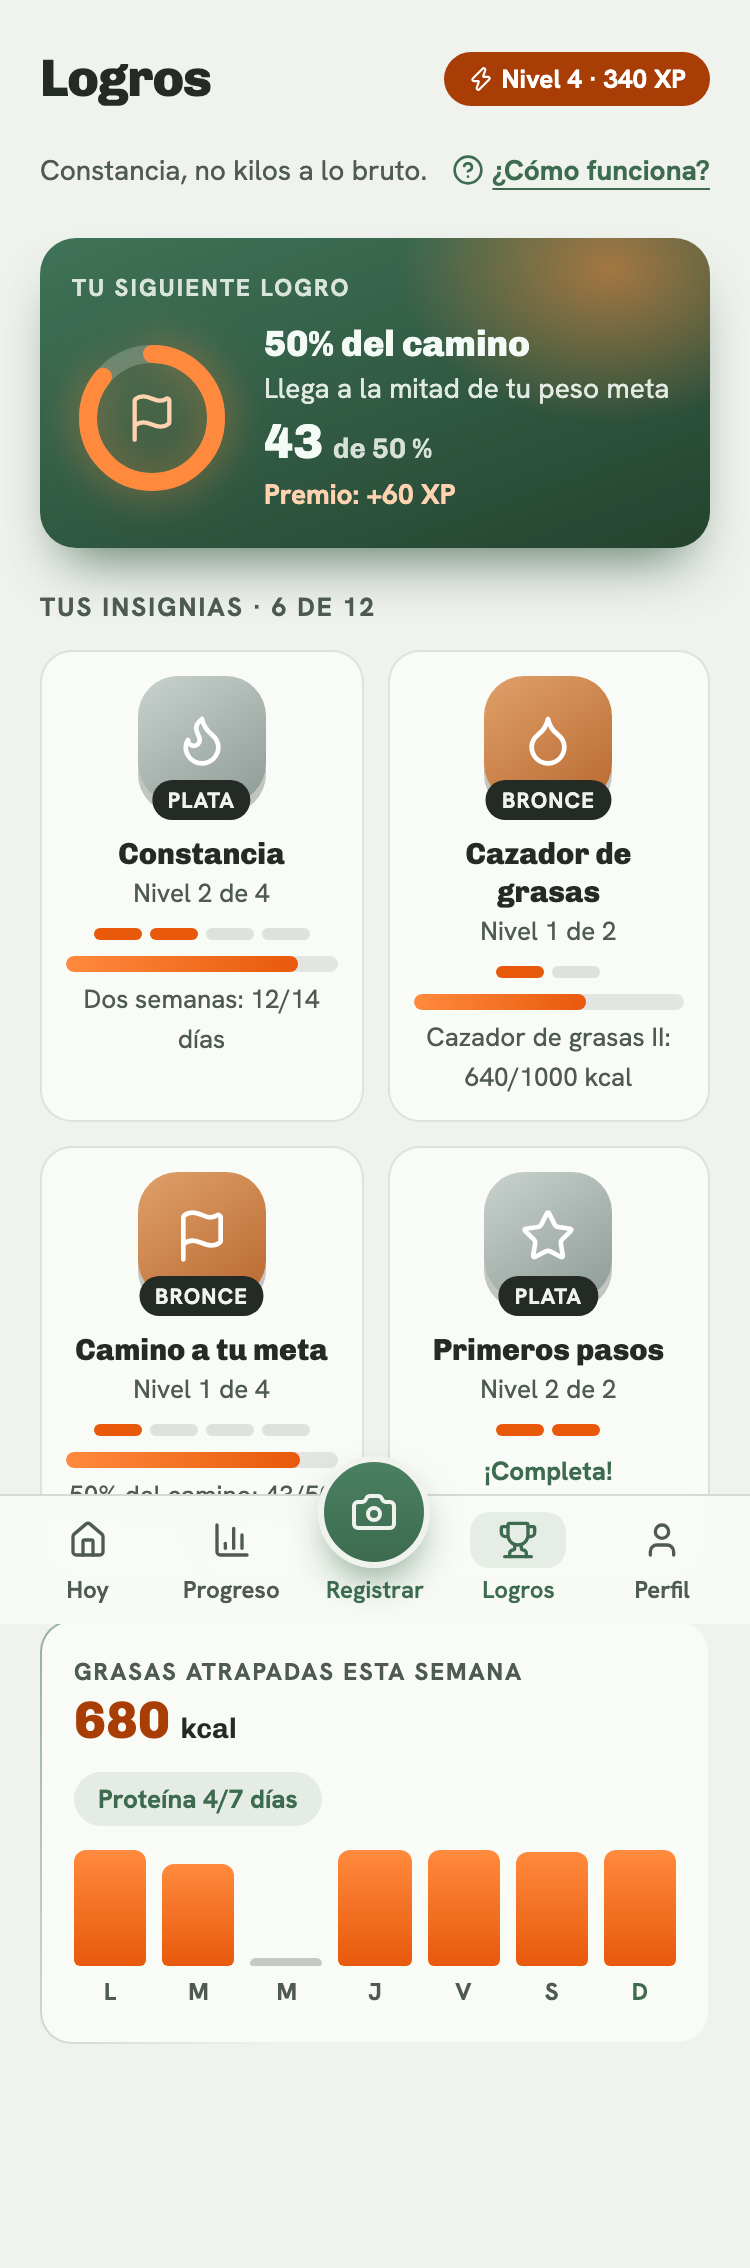 Logros
Nivel 4 · 340 XP
Constancia, no kilos a lo bruto.
¿Cómo funciona?
TU SIGUIENTE LOGRO
50% del camino
Llega a la mitad de tu peso meta
43 de 50 %
Premio: +60 XP
TUS INSIGNIAS · 6 DE 12
PLATA
Constancia
Nivel 2 de 4
Dos semanas: 12/14
días
BRONCE
Cazador de
grasas
Nivel 1 de 2
Cazador de grasas II:
640/1000 kcal
BRONCE
Camino a tu meta
Nivel 1 de 4
50% del camino:
PLATA
Primeros pasos
Nivel 2 de 2
¡Completa!
Hoy
Progreso
Registrar
Logros
Perfil
GRASAS ATRAPADAS ESTA SEMANA
680 kcal
Proteína 4/7 días
L M M J V S D